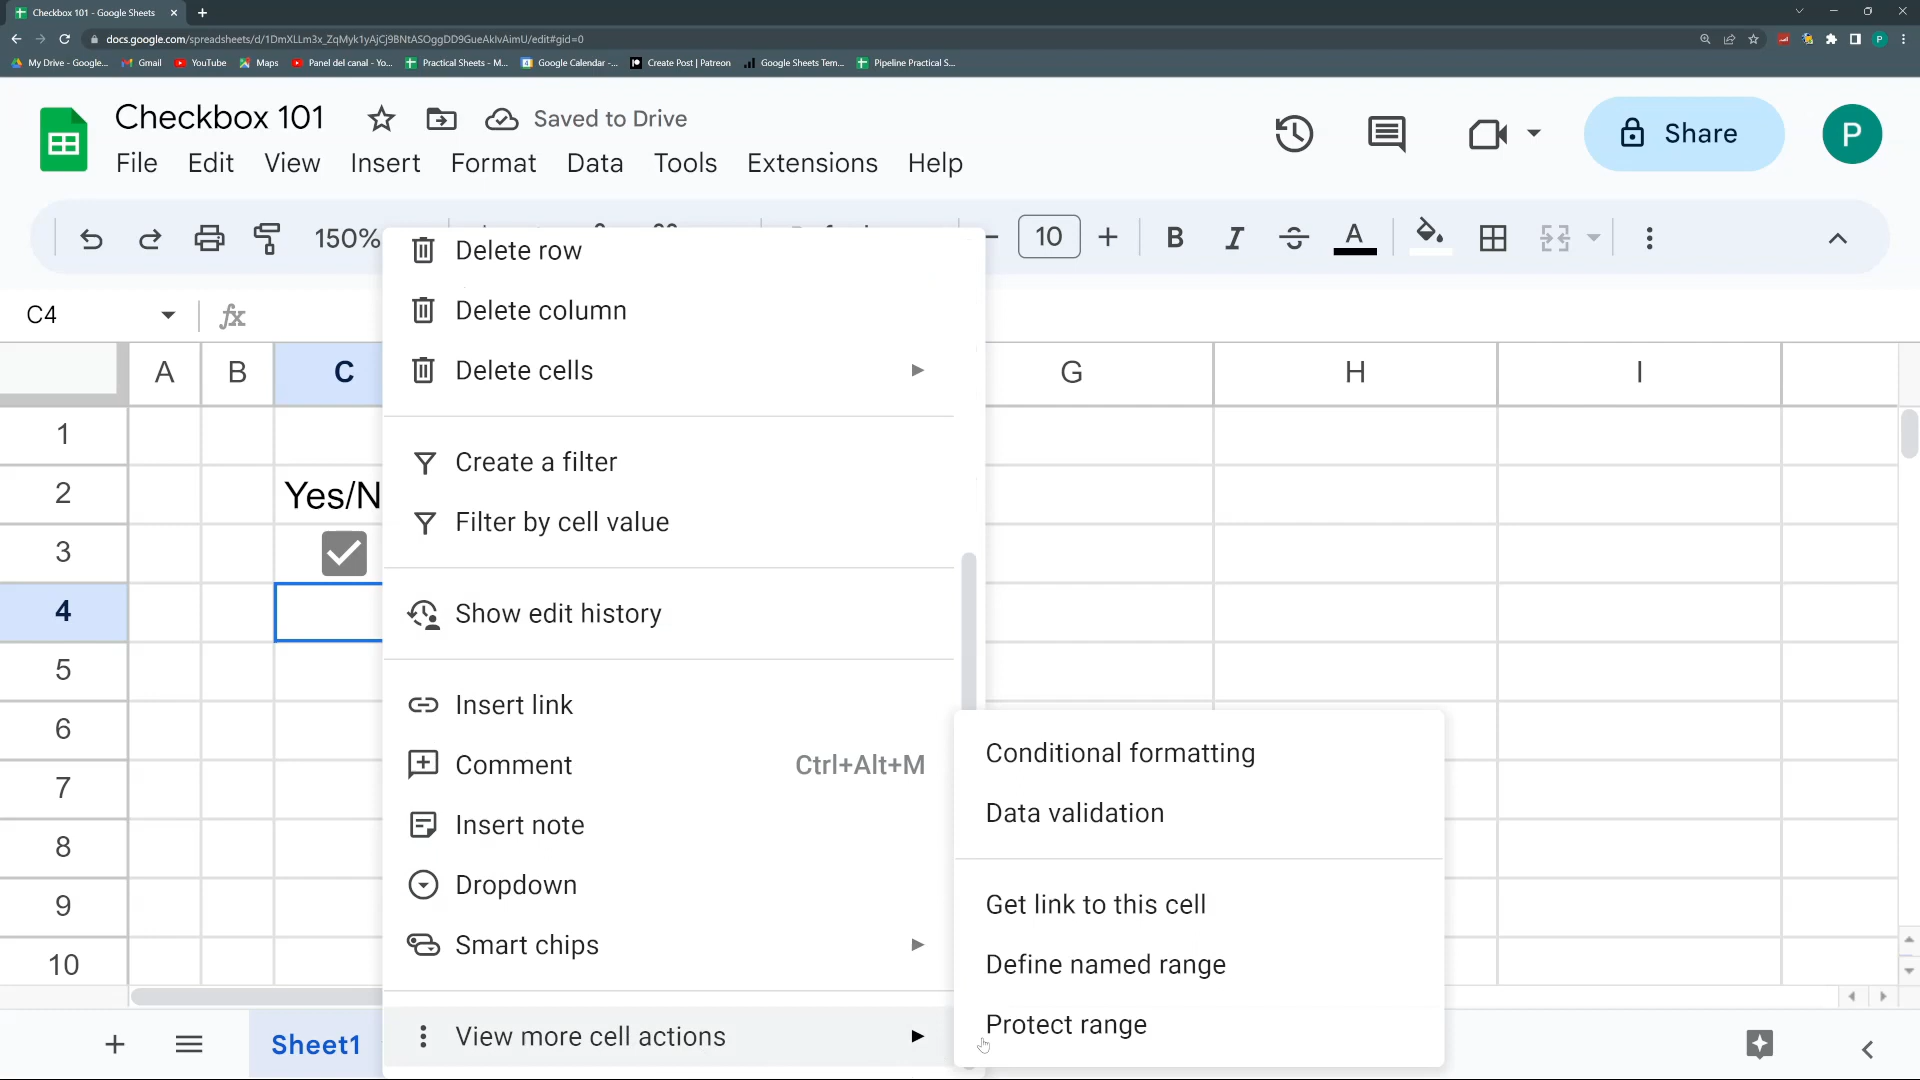 Checkbox 101 - Google Sheets
docs.google.com/spreadsheets/d/1DmXLLm3x_ZqMyk1yAjCj9BNtASOggDD9GueAkIvAimU/edit#gid=0
My Drive - Google... Gmail YouTube Maps Panel del canal - Yo... Practical Sheets - M... Google Calendar -... Create Post | Patreon Google Sheets Tem... Pipeline Practical S...
Checkbox 101 Saved to Drive
File Edit View Insert Format Data Tools Extensions Help
Share
P
150% 10 B I A
C4 fx
A B C G H I
1
2 Yes/N
3
4
5
6
7
8
9
10
Delete row
Delete column
Delete cells
Create a filter
Filter by cell value
Show edit history
Insert link
Comment Ctrl+Alt+M
Insert note
Dropdown
Smart chips
View more cell actions
Conditional formatting
Data validation
Get link to this cell
Define named range
Protect range
Sheet1